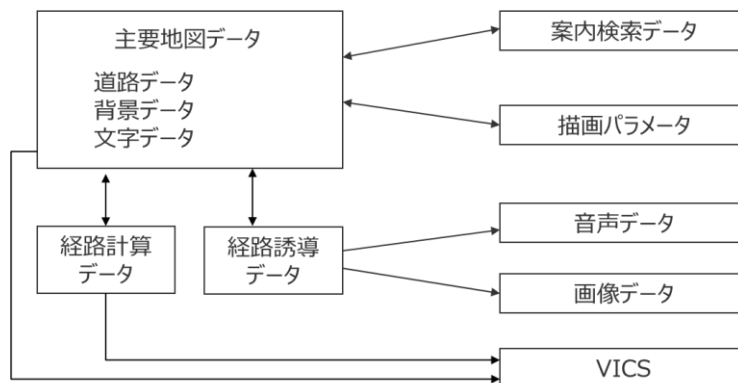 主要地図データ
道路データ
背景データ
文字データ
案内検索データ
描画パラメータ
経路計算
データ
経路誘導
データ
音声データ
画像データ
VICS